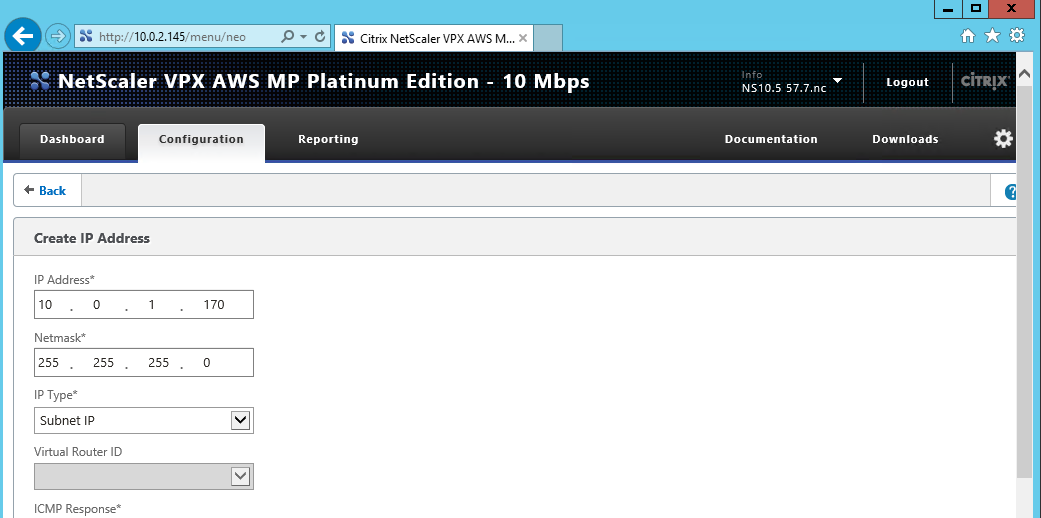 http://10.0.2.145/menu/neo
Citrix NetScaler VPX AWS M...
NetScaler VPX AWS MP Platinum Edition - 10 Mbps
Info
NS10.5 57.7.nc
Logout
CITRIX
Dashboard
Configuration
Reporting
Documentation
Downloads
Back
?
Create IP Address
IP Address*
10 . 0 . 1 . 170
Netmask*
255 . 255 . 255 . 0
IP Type*
Subnet IP
Virtual Router ID
ICMP Response*